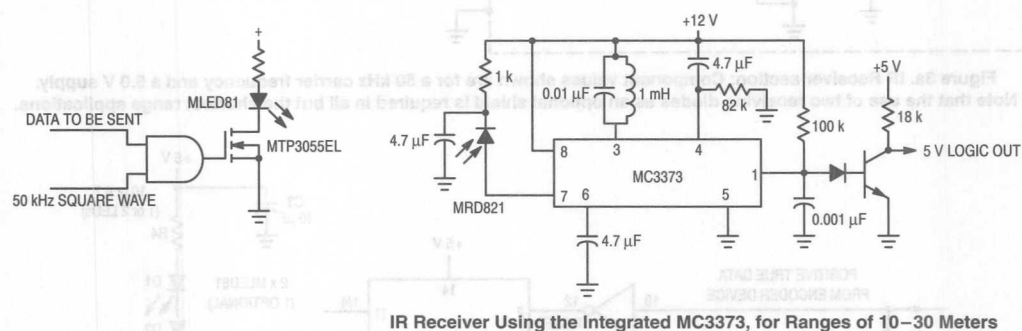 +12 V
+
+5 V
4.7 µF
1 k
0.01 µF
1 mH
82 k
18 k
MLED81
DATA TO BE SENT
100 k
4.7 µF
MTP3055EL
8
3
4
5 V LOGIC OUT
MC3373
1
7
6
5
50 kHz SQUARE WAVE
MRD821
0.001 µF
4.7 µF
IR Receiver Using the Integrated MC3373, for Ranges of 10–30 Meters